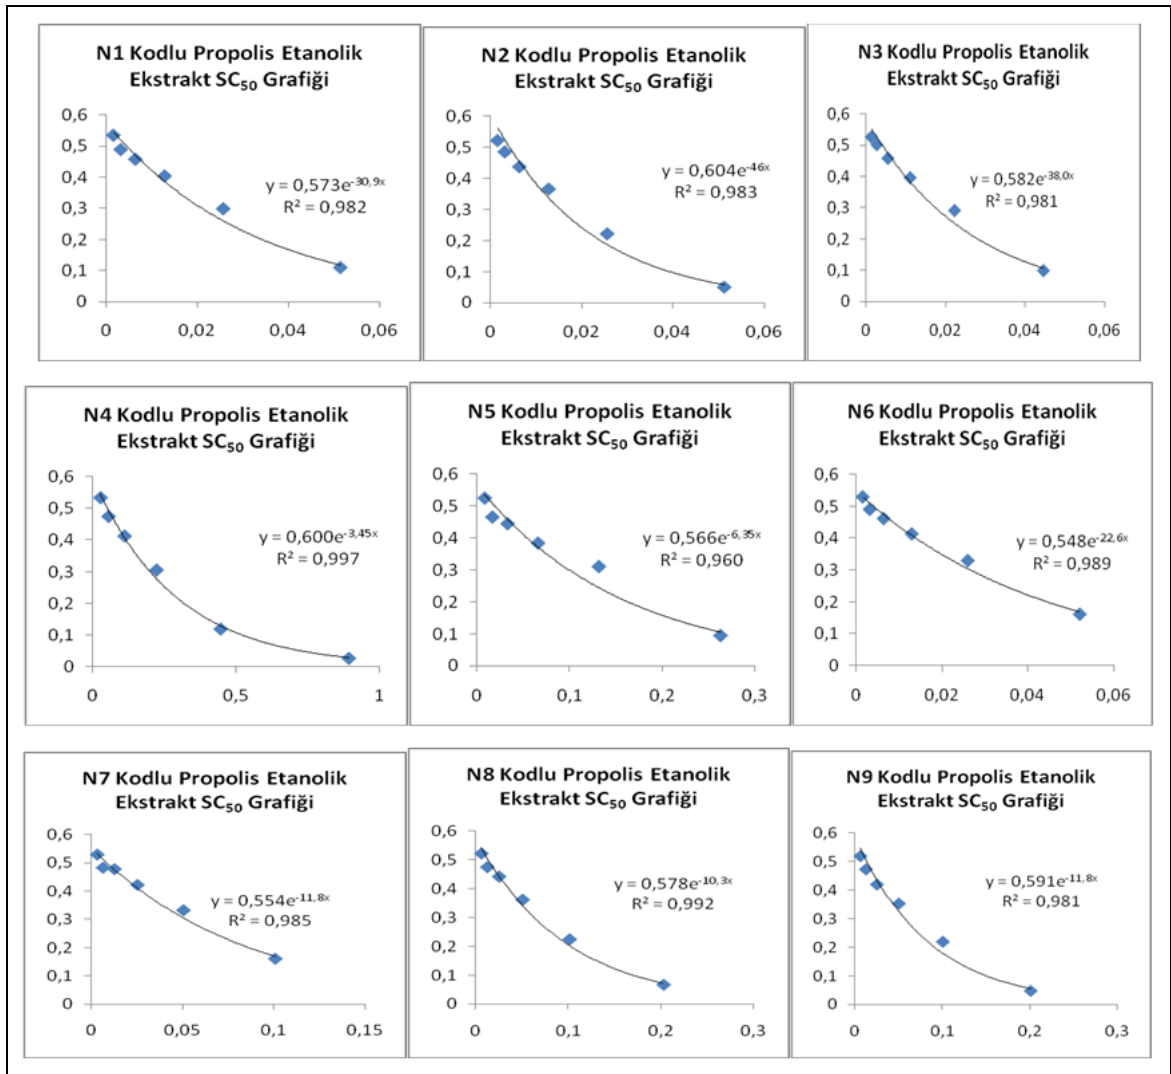 N1 Kodlu Propolis Etanolik
Ekstrakt SC₅₀ Grafiği
0,6
0,5
0,4
0,3
0,2
0,1
0
y = 0,573e⁻³⁰,⁹ˣ
R² = 0,982
0 0,02 0,04 0,06
N2 Kodlu Propolis Etanolik
Ekstrakt SC₅₀ Grafiği
0,6
0,5
0,4
0,3
0,2
0,1
0
y = 0,604e⁻⁴⁶ˣ
R² = 0,983
0 0,02 0,04 0,06
N3 Kodlu Propolis Etanolik
Ekstrakt SC₅₀ Grafiği
0,6
0,5
0,4
0,3
0,2
0,1
0
y = 0,582e⁻³⁸,⁰ˣ
R² = 0,981
0 0,02 0,04 0,06
N4 Kodlu Propolis Etanolik
Ekstrakt SC₅₀ Grafiği
0,6
0,5
0,4
0,3
0,2
0,1
0
y = 0,600e⁻³,⁴⁵ˣ
R² = 0,997
0 0,5 1
N5 Kodlu Propolis Etanolik
Ekstrakt SC₅₀ Grafiği
0,6
0,5
0,4
0,3
0,2
0,1
0
y = 0,566e⁻⁶,³⁵ˣ
R² = 0,960
0 0,1 0,2 0,3
N6 Kodlu Propolis Etanolik
Ekstrakt SC₅₀ Grafiği
0,6
0,5
0,4
0,3
0,2
0,1
0
y = 0,548e⁻²²,⁶ˣ
R² = 0,989
0 0,02 0,04 0,06
N7 Kodlu Propolis Etanolik
Ekstrakt SC₅₀ Grafiği
0,6
0,5
0,4
0,3
0,2
0,1
0
y = 0,554e⁻¹¹,⁸ˣ
R² = 0,985
0 0,05 0,1 0,15
N8 Kodlu Propolis Etanolik
Ekstrakt SC₅₀ Grafiği
0,6
0,5
0,4
0,3
0,2
0,1
0
y = 0,578e⁻¹⁰,³ˣ
R² = 0,992
0 0,1 0,2 0,3
N9 Kodlu Propolis Etanolik
Ekstrakt SC₅₀ Grafiği
0,6
0,5
0,4
0,3
0,2
0,1
0
y = 0,591e⁻¹¹,⁸ˣ
R² = 0,981
0 0,1 0,2 0,3